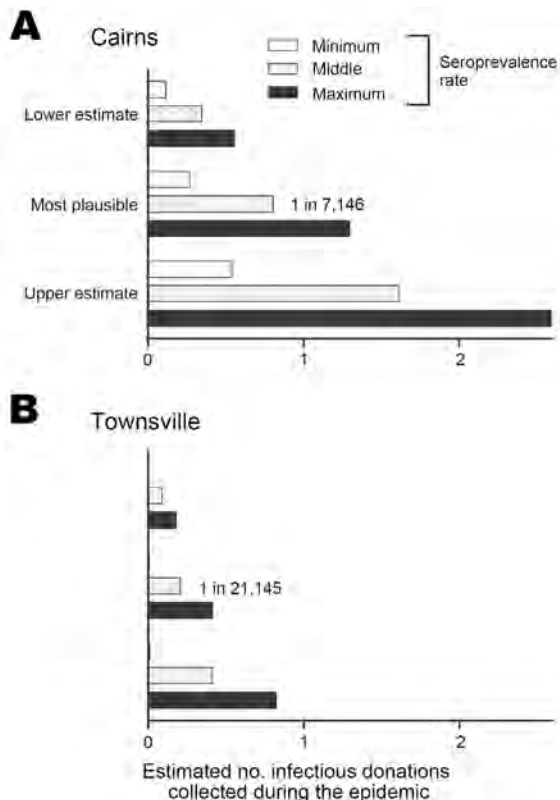 A
Cairns
Minimum
Middle
Maximum
Seroprevalence
rate
Lower estimate
Most plausible
1 in 7,146
Upper estimate
0 1 2
B
Townsville
1 in 21,145
0 1 2
Estimated no. infectious donations
collected during the epidemic